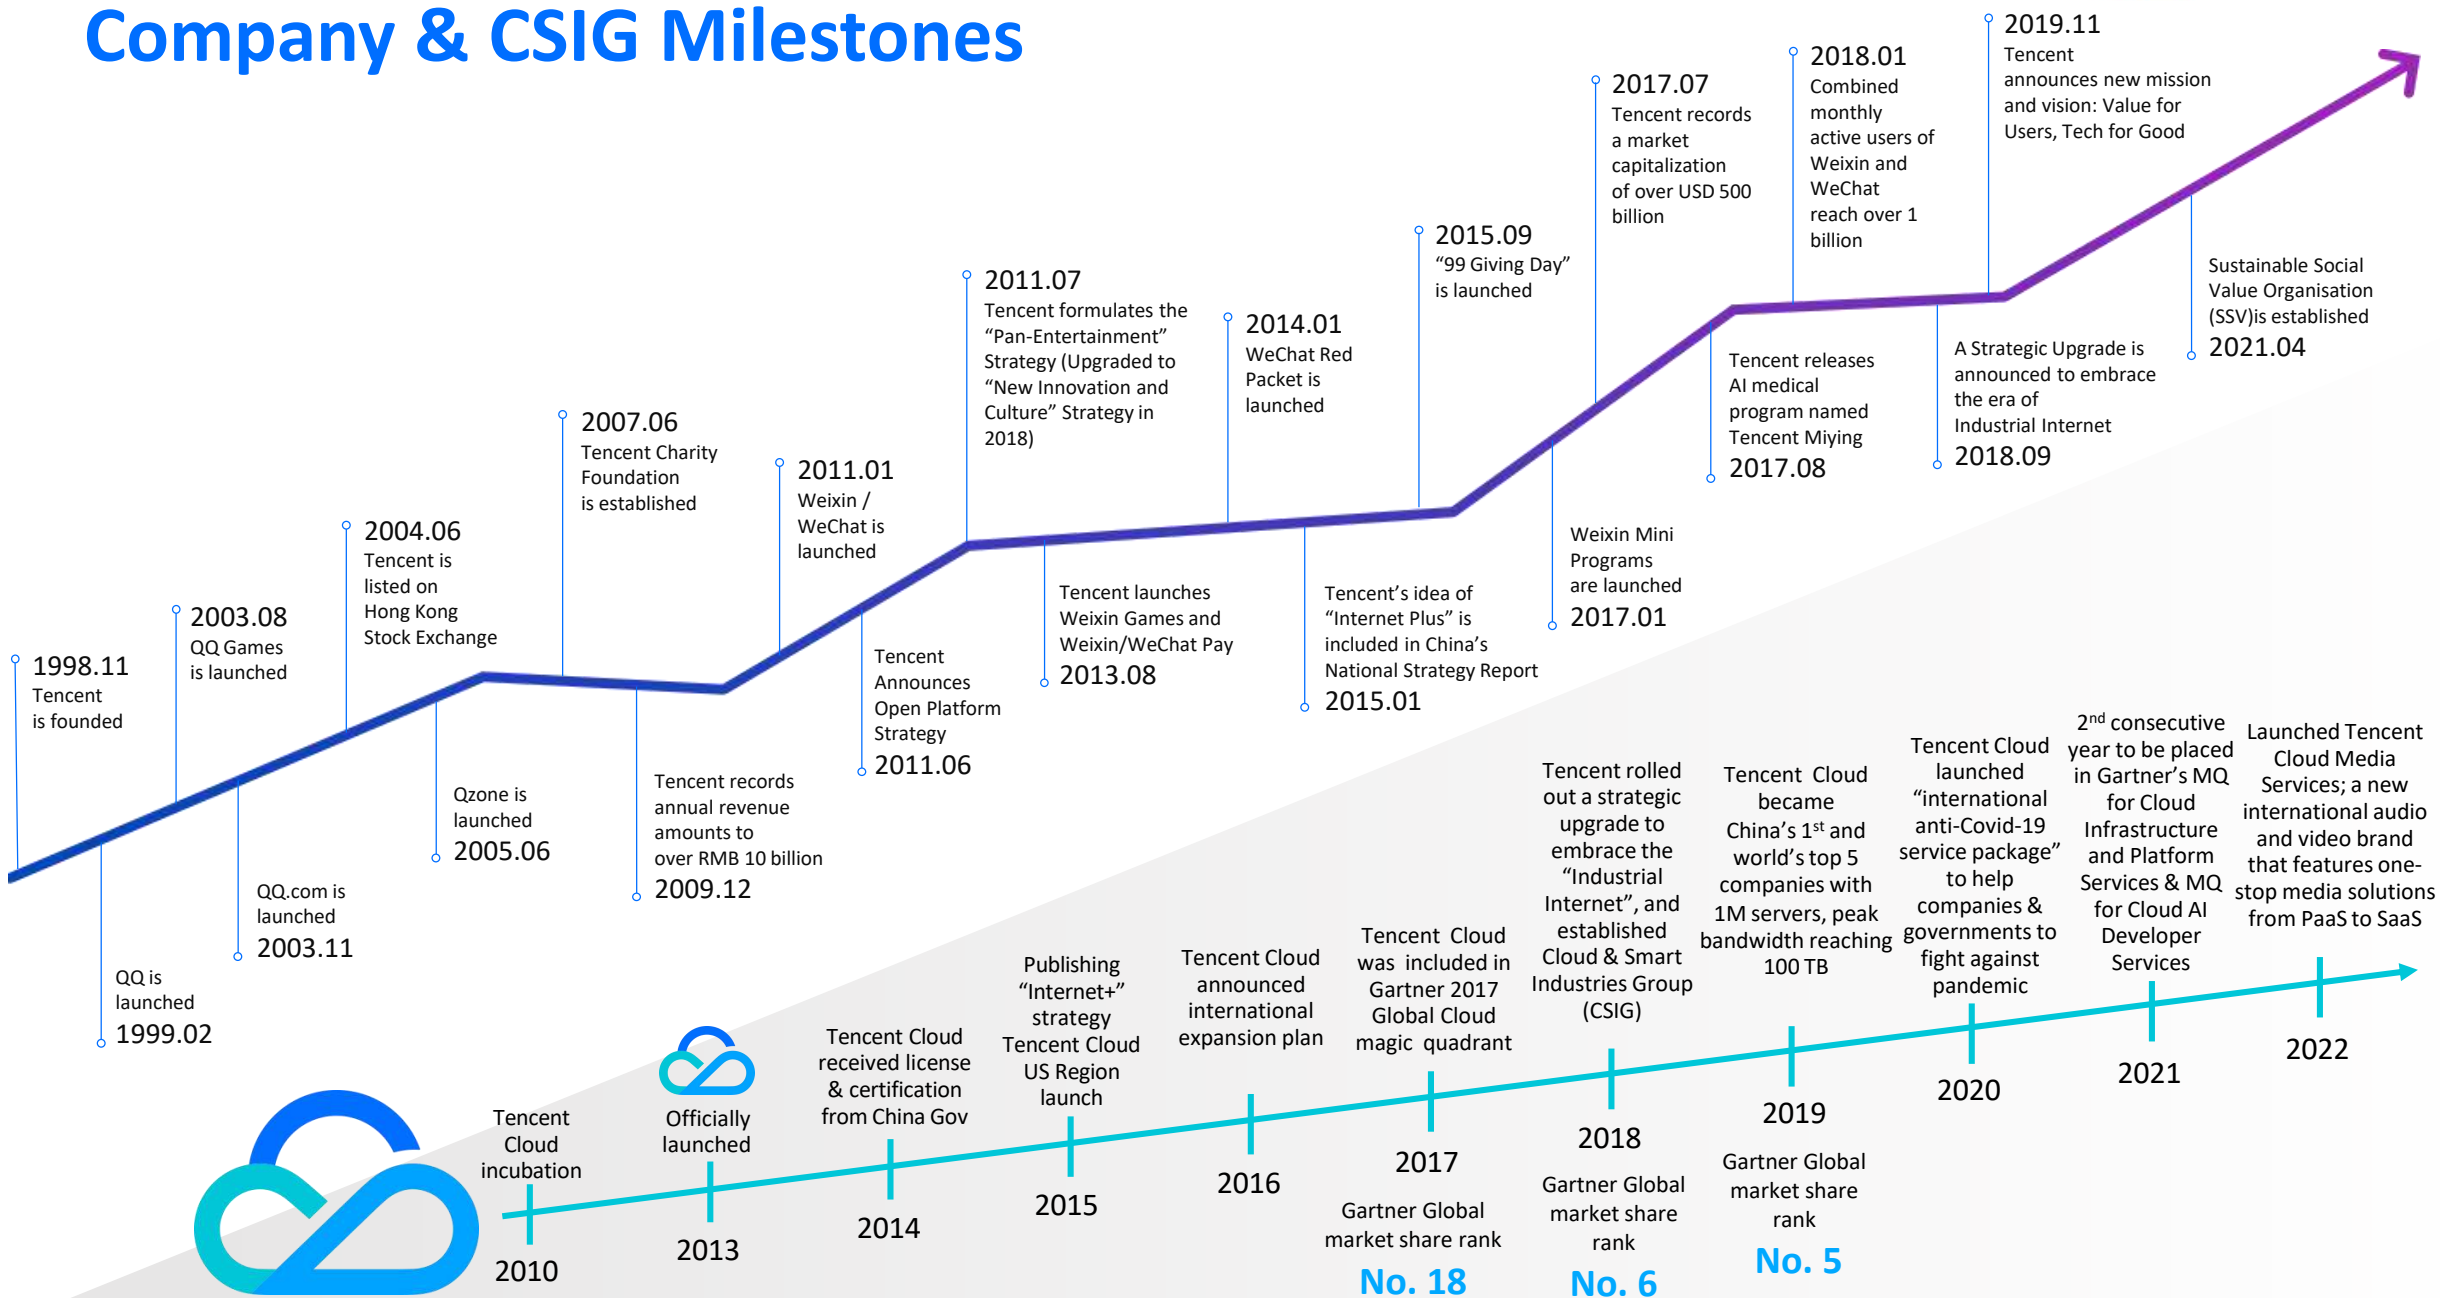 Company & CSIG Milestones
1998.11
Tencent
is founded
QQ is
launched
1999.02
2003.08
QQ Games
is launched
QQ.com is
launched
2003.11
2004.06
Tencent is
listed on
Hong Kong
Stock Exchange
Qzone is
launched
2005.06
2007.06
Tencent Charity
Foundation
is established
Tencent records
annual revenue
amounts to
over RMB 10 billion
2009.12
2011.01
Weixin /
WeChat is
launched
Tencent
Announces
Open Platform
Strategy
2011.06
2011.07
Tencent formulates the
“Pan-Entertainment”
Strategy (Upgraded to
“New Innovation and
Culture” Strategy in
2018)
Tencent launches
Weixin Games and
Weixin/WeChat Pay
2013.08
2014.01
WeChat Red
Packet is
launched
Tencent’s idea of
“Internet Plus” is
included in China’s
National Strategy Report
2015.01
2015.09
“99 Giving Day”
is launched
Weixin Mini
Programs
are launched
2017.01
2017.07
Tencent records
a market
capitalization
of over USD 500
billion
Tencent releases
AI medical
program named
Tencent Miying
2017.08
2018.01
Combined
monthly
active users of
Weixin and
WeChat
reach over 1
billion
A Strategic Upgrade is
announced to embrace
the era of
Industrial Internet
2018.09
2019.11
Tencent
announces new mission
and vision: Value for
Users, Tech for Good
Sustainable Social
Value Organisation
(SSV)is established
2021.04
Tencent
Cloud
incubation
2010
Officially
launched
2013
Tencent Cloud
received license
& certification
from China Gov
2014
Publishing
“Internet+”
strategy
Tencent Cloud
US Region
launch
2015
Tencent Cloud
announced
international
expansion plan
2016
Tencent Cloud
was included in
Gartner 2017
Global Cloud
magic quadrant
2017
Gartner Global
market share rank
No. 18
Tencent rolled
out a strategic
upgrade to
embrace the
“Industrial
Internet”, and
established
Cloud & Smart
Industries Group
(CSIG)
2018
Gartner Global
market share
rank
No. 6
Tencent Cloud
became
China’s 1st and
world’s top 5
companies with
1M servers, peak
bandwidth reaching
100 TB
2019
Gartner Global
market share
rank
No. 5
Tencent Cloud
launched
“international
anti-Covid-19
service package”
to help
companies &
governments to
fight against
pandemic
2020
2nd consecutive
year to be placed
in Gartner’s MQ
for Cloud
Infrastructure
and Platform
Services & MQ
for Cloud AI
Developer
Services
2021
Launched Tencent
Cloud Media
Services; a new
international audio
and video brand
that features one-
stop media solutions
from PaaS to SaaS
2022